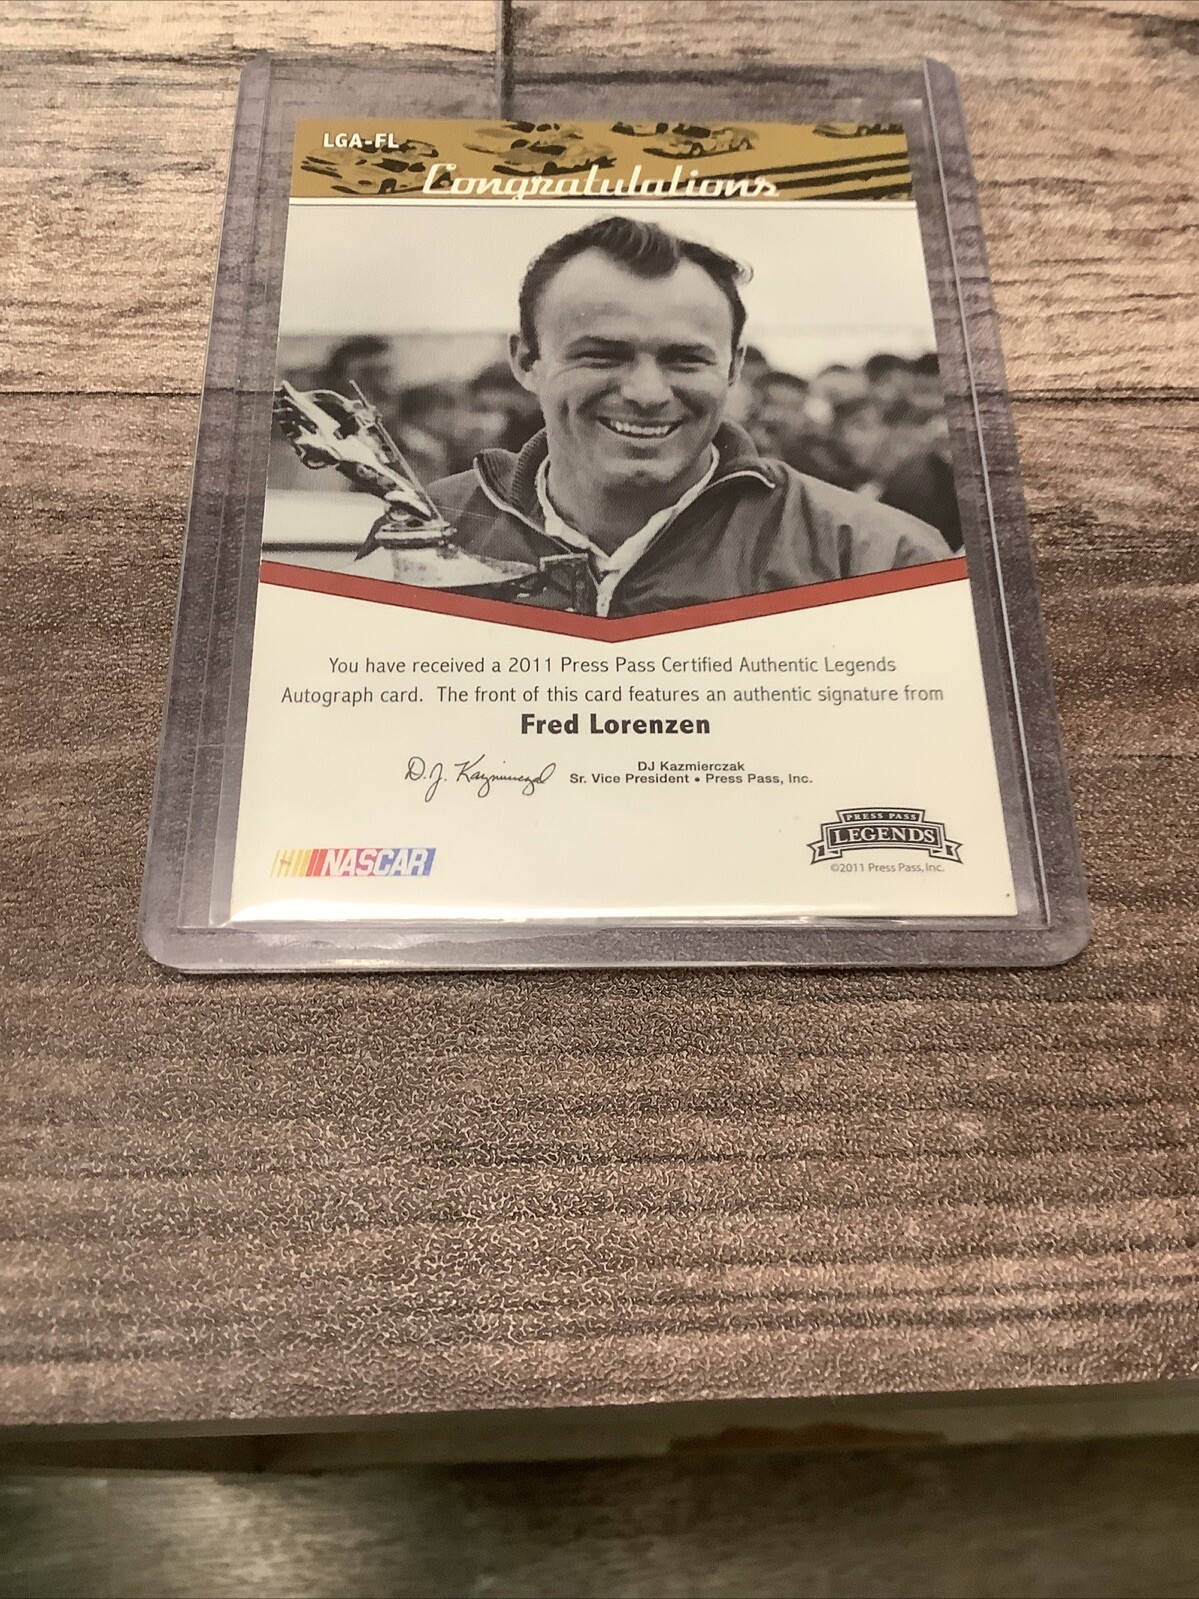 LGA-FL
Congratulations
You have received a 2011 Press Pass Certified Authentic Legends
Autograph card. The front of this card features an authentic signature from
Fred Lorenzen
D.J. Kazmierczak
DJ Kazmierczak
Sr. Vice President • Press Pass, Inc.
PRESS PASS
LEGENDS
NASCAR
©2011 Press Pass, Inc.